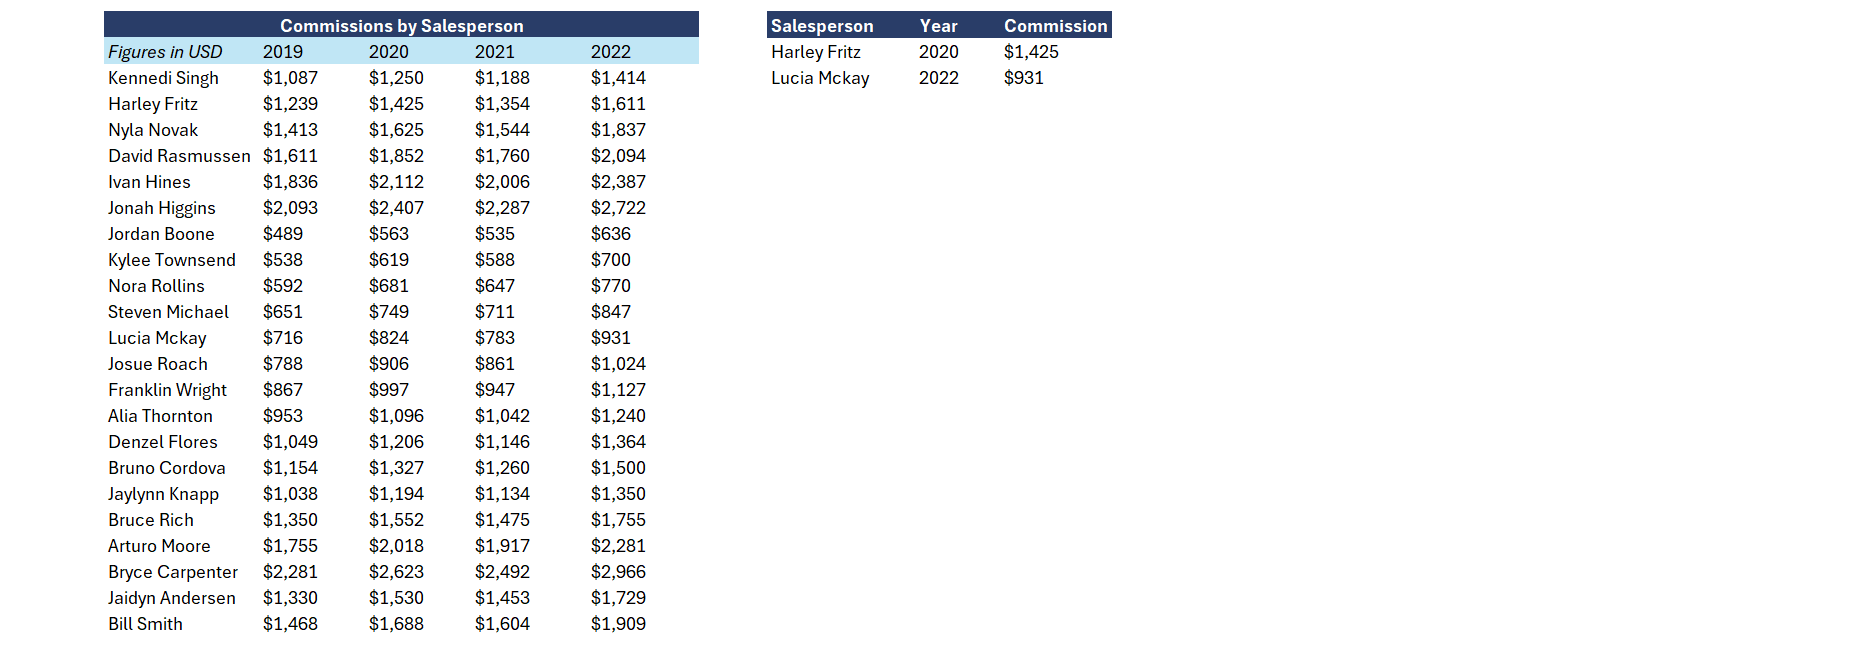 Commissions by Salesperson
Figures in USD 2019 2020 2021 2022
Kennedi Singh $1,087 $1,250 $1,188 $1,414
Harley Fritz $1,239 $1,425 $1,354 $1,611
Nyla Novak $1,413 $1,625 $1,544 $1,837
David Rasmussen $1,611 $1,852 $1,760 $2,094
Ivan Hines $1,836 $2,112 $2,006 $2,387
Jonah Higgins $2,093 $2,407 $2,287 $2,722
Jordan Boone $489 $563 $535 $636
Kylee Townsend $538 $619 $588 $700
Nora Rollins $592 $681 $647 $770
Steven Michael $651 $749 $711 $847
Lucia Mckay $716 $824 $783 $931
Josue Roach $788 $906 $861 $1,024
Franklin Wright $867 $997 $947 $1,127
Alia Thornton $953 $1,096 $1,042 $1,240
Denzel Flores $1,049 $1,206 $1,146 $1,364
Bruno Cordova $1,154 $1,327 $1,260 $1,500
Jaylynn Knapp $1,038 $1,194 $1,134 $1,350
Bruce Rich $1,350 $1,552 $1,475 $1,755
Arturo Moore $1,755 $2,018 $1,917 $2,281
Bryce Carpenter $2,281 $2,623 $2,492 $2,966
Jaidyn Andersen $1,330 $1,530 $1,453 $1,729
Bill Smith $1,468 $1,688 $1,604 $1,909
Salesperson Year Commission
Harley Fritz 2020 $1,425
Lucia Mckay 2022 $931